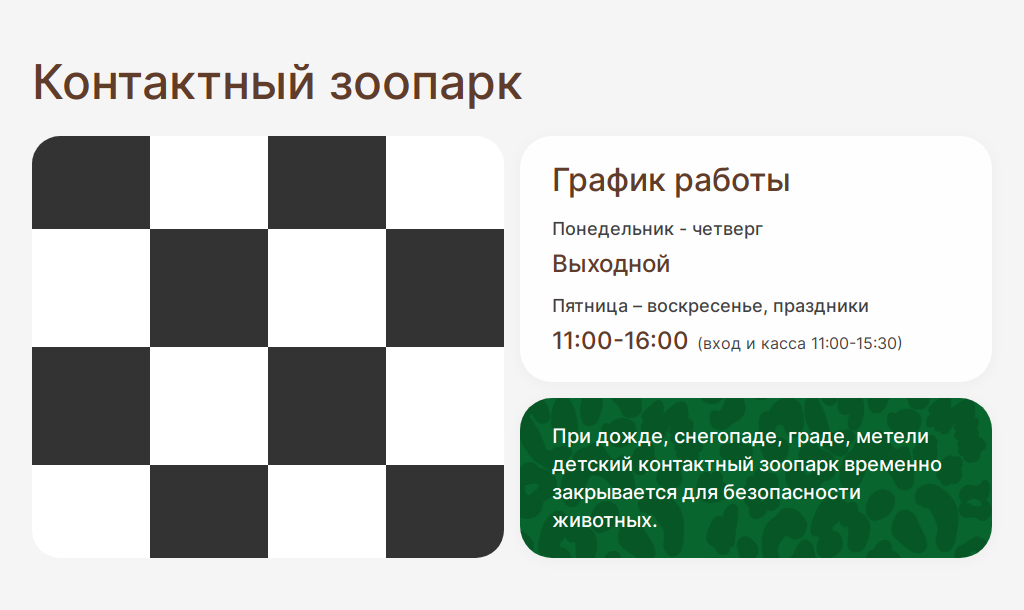 Контактный зоопарк
График работы
Понедельник - четверг
Выходной
Пятница – воскресенье, праздники
11:00-16:00 (вход и касса 11:00-15:30)
При дожде, снегопаде, граде, метели
детский контактный зоопарк временно
закрывается для безопасности
животных.